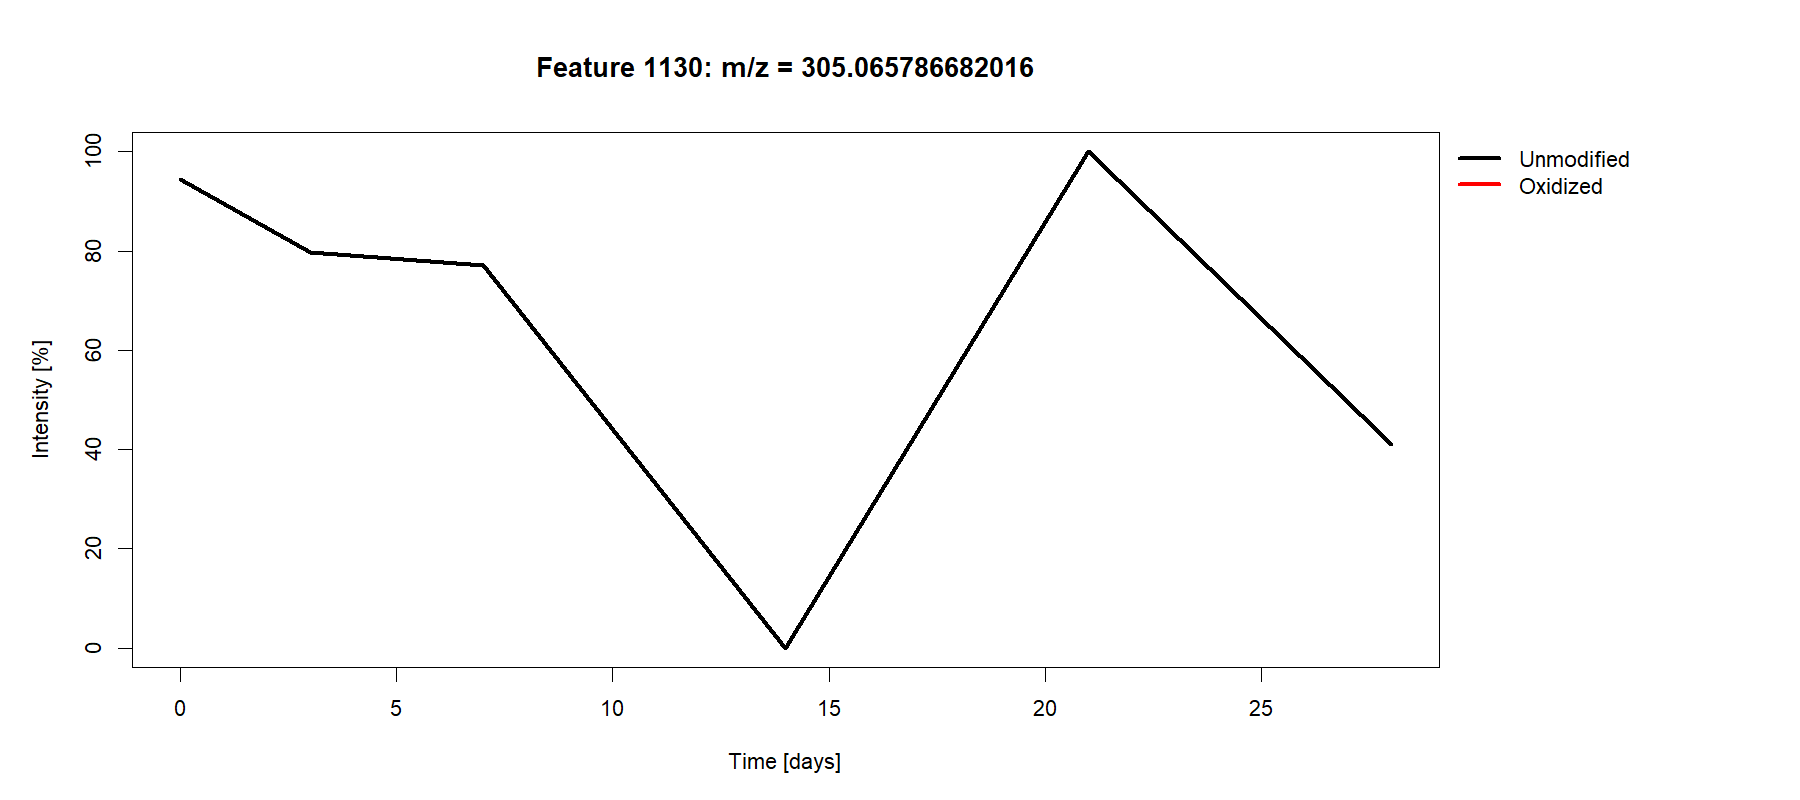 Feature 1130: m/z = 305.065786682016
Unmodified
Oxidized
Intensity [%]
100
80
60
40
20
0
0 5 10 15 20 25
Time [days]